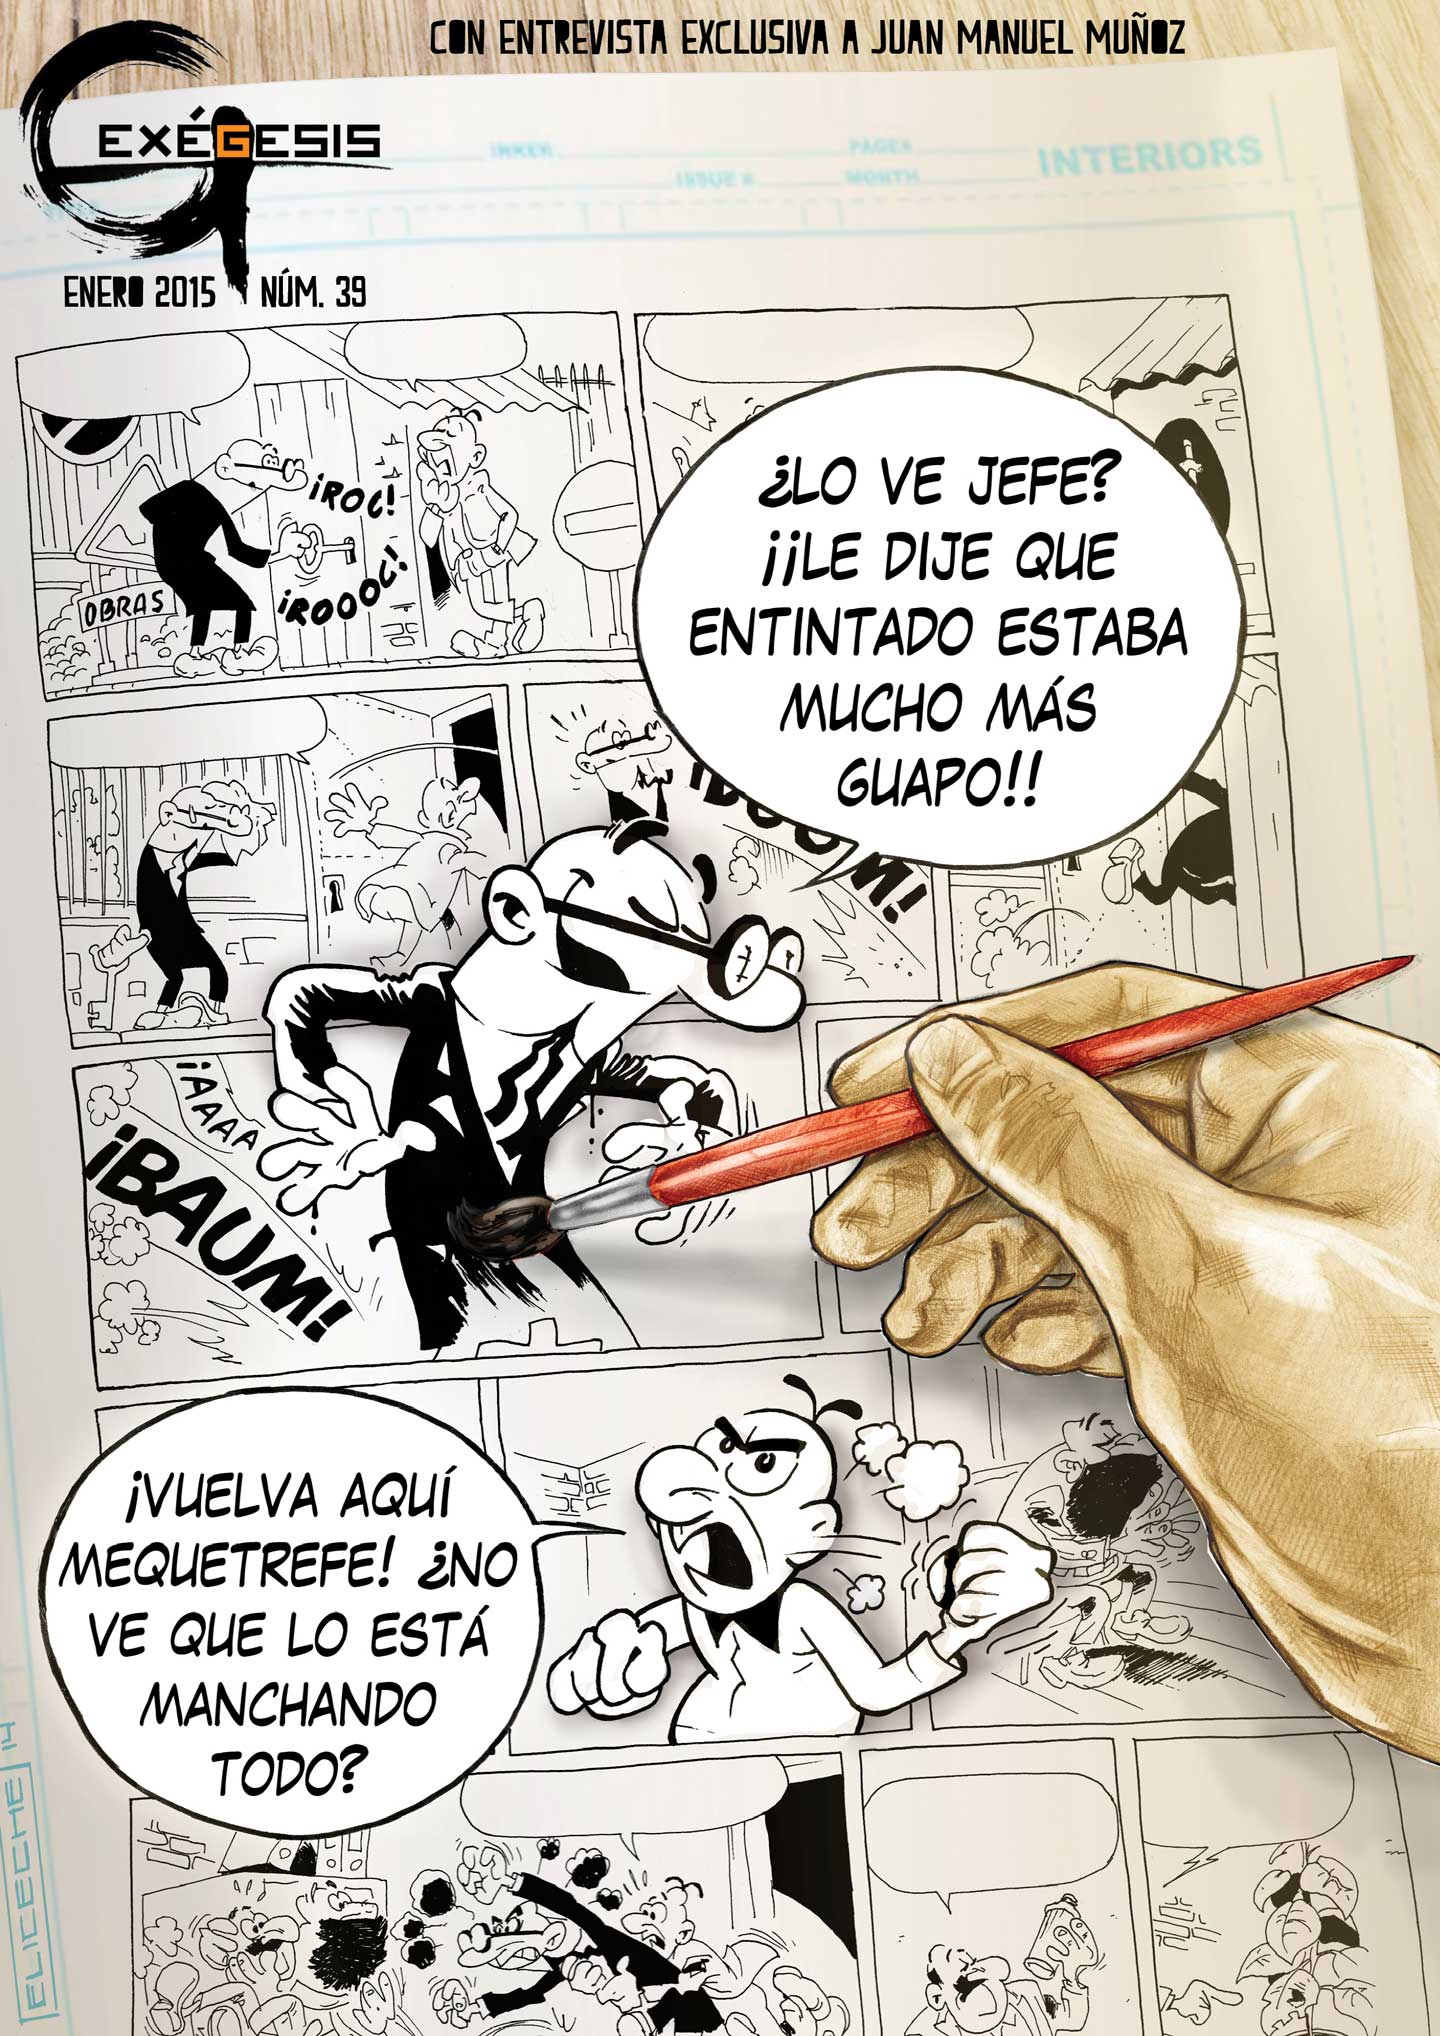 CON ENTREVISTA EXCLUSIVA A JUAN MANUEL MUÑOZ
EXÉGESIS
ENERO 2015 NÚM. 39
INKER
PAGE#
ISSUE #
MONTH
INTERIORS
¡ROC!
¡ROOOC!
OBRAS
¿LO VE JEFE?
¡¡LE DIJE QUE
ENTINTADO ESTABA
MUCHO MÁS
GUAPO!!
¡AAAA
¡BAUM!
¡VUELVA AQUÍ
MEQUETREFE! ¿NO
VE QUE LO ESTÁ
MANCHANDO
TODO?
ELICECHE 14